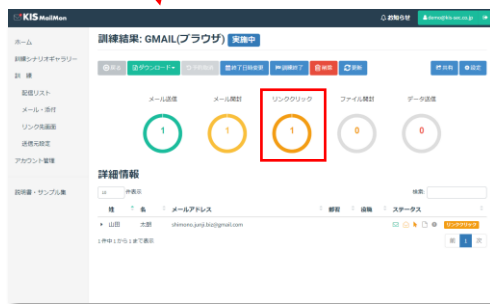 KIS MailMan
お知らせ
ホーム
訓練シナリオギャラリー
訓 練
配信リスト
メール・添付
リンク先画面
送信元設定
アカウント管理
説明書・サンプル集
訓練結果: GMAIL(ブラウザ) 実施中
ダウンロード 終了日時変更 訓練終了 削除 更新 共有 設定
メール送信 メール開封 リンククリック ファイル開封 データ送信
1 1 1 0 0
詳細情報
件表示 検索:
姓 名 メールアドレス 部署 役職 ステータス
山田 太郎 shimono.junji.biz@gmail.com リンククリック
1 件中 1 から 1 まで表示 前 1 次